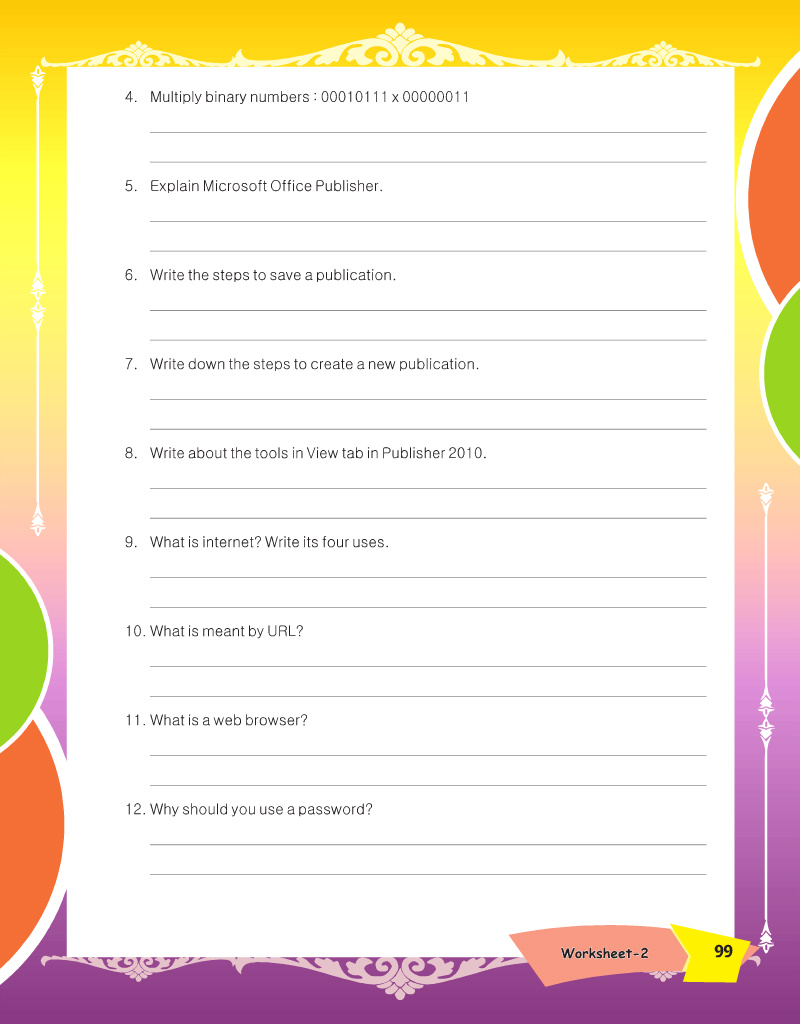 4. Multiply binary numbers : 00010111 x 00000011
5. Explain Microsoft Office Publisher.
6. Write the steps to save a publication.
7. Write down the steps to create a new publication.
8. Write about the tools in View tab in Publisher 2010.
9. What is internet? Write its four uses.
10. What is meant by URL?
11. What is a web browser?
12. Why should you use a password?
Worksheet-2 99